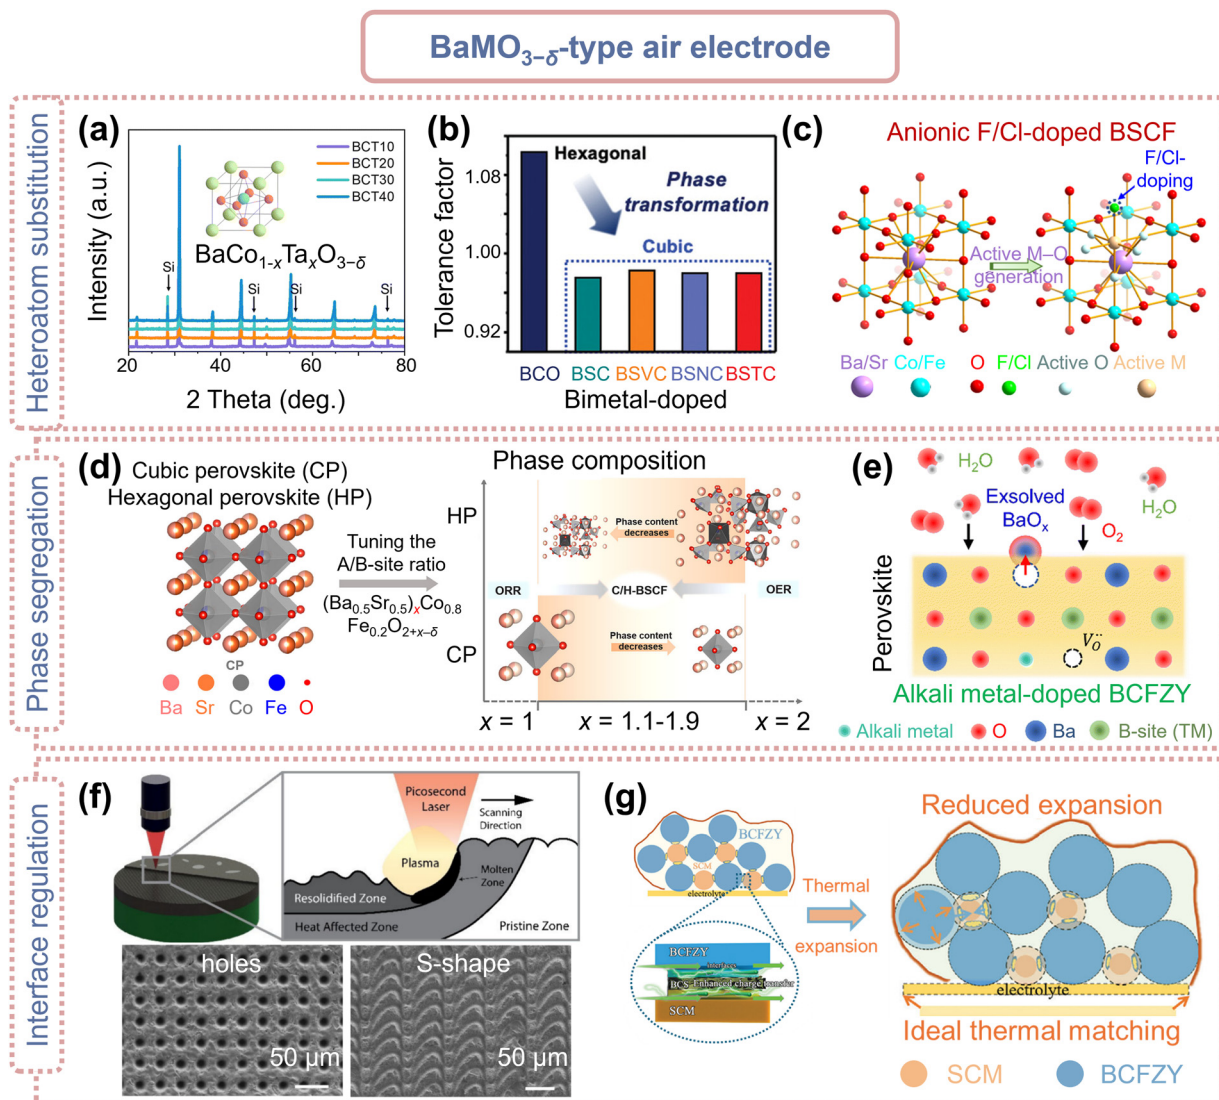 BaMO3−δ-type air electrode
Heteroatom substitution
(a)
Intensity (a.u.)
BCT10
BCT20
BCT30
BCT40
BaCo1-xTaxO3−δ
Si
Si
Si
Si
20
40
60
80
2 Theta (deg.)
(b)
Tolerance factor
1.08
1.00
0.92
Hexagonal
Phase
transformation
Cubic
BCO
BSC
BSVC
BSNC
BSTC
Bimetal-doped
(c)
Anionic F/Cl-doped BSCF
F/Cl-
doping
Active M–O
generation
Ba/Sr
Co/Fe
O
F/Cl
Active O
Active M
Phase segregation
(d)
Cubic perovskite (CP)
Hexagonal perovskite (HP)
CP
Ba
Sr
Co
Fe
O
Tuning the
A/B-site ratio
(Ba0.5Sr0.5)xCo0.8
Fe0.2O2+x−δ
Phase composition
HP
CP
Phase content
decreases
ORR
C/H-BSCF
OER
Phase content
decreases
x = 1
x = 1.1-1.9
x = 2
(e)
H2O
Exsolved
BaOx
H2O
O2
Perovskite
VÖ
Alkali metal-doped BCFZY
Alkali metal
O
Ba
B-site (TM)
Interface regulation
(f)
Picosecond
Laser
Scanning
Direction
Plasma
Molten
Zone
Resolidified Zone
Heat Affected Zone
Pristine Zone
holes
50 μm
S-shape
50 μm
(g)
BCFZY
SCM
electrolyte
BCFZY
interfaces
BCS
Enhanced charge transfer
SCM
Thermal
expansion
Reduced expansion
electrolyte
Ideal thermal matching
SCM
BCFZY